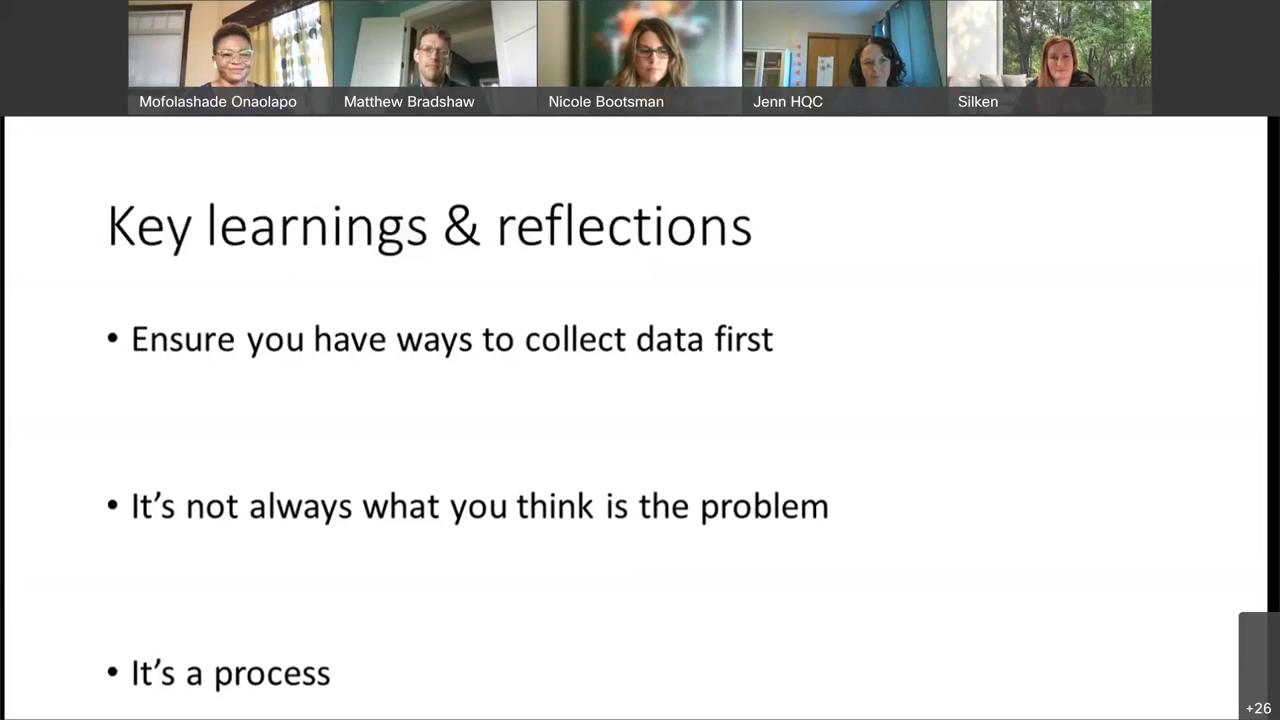 Mofolashade Onaolapo
Matthew Bradshaw
Nicole Bootsman
Jenn HQC
Silken
Key learnings & reflections
• Ensure you have ways to collect data first
• It’s not always what you think is the problem
• It’s a process
+26